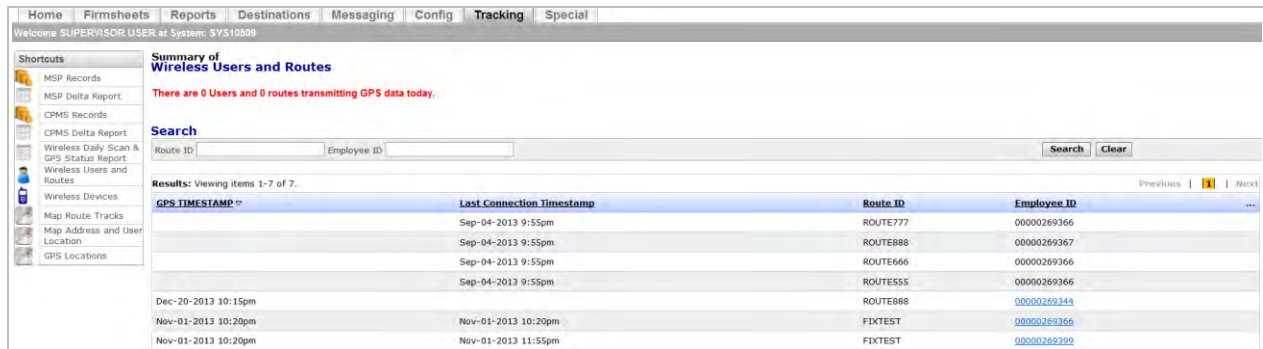 Home Firmsheets Reports Destinations Messaging Config Tracking Special
Welcome SUPERVISOR USER at System: SYS10509
Shortcuts
MSP Records
MSP Delta Report
CPMS Records
CPMS Delta Report
Wireless Daily Scan &
GPS Status Report
Wireless Users and
Routes
Wireless Devices
Map Route Tracks
Map Address and User
Location
GPS Locations
Summary of
Wireless Users and Routes
There are 0 Users and 0 routes transmitting GPS data today.
Search
Route ID Employee ID Search Clear
Results: Viewing items 1-7 of 7. Previous | 1 | Next
GPS TIMESTAMP Last Connection Timestamp Route ID Employee ID ...
Sep-04-2013 9:55pm ROUTE777 00000269366
Sep-04-2013 9:55pm ROUTE888 00000269367
Sep-04-2013 9:55pm ROUTE666 00000269366
Sep-04-2013 9:55pm ROUTE555 00000269366
Dec-20-2013 10:15pm ROUTE888 00000269344
Nov-01-2013 10:20pm Nov-01-2013 10:20pm FIXTEST 00000269366
Nov-01-2013 10:20pm Nov-01-2013 11:55pm FIXTEST 00000269399